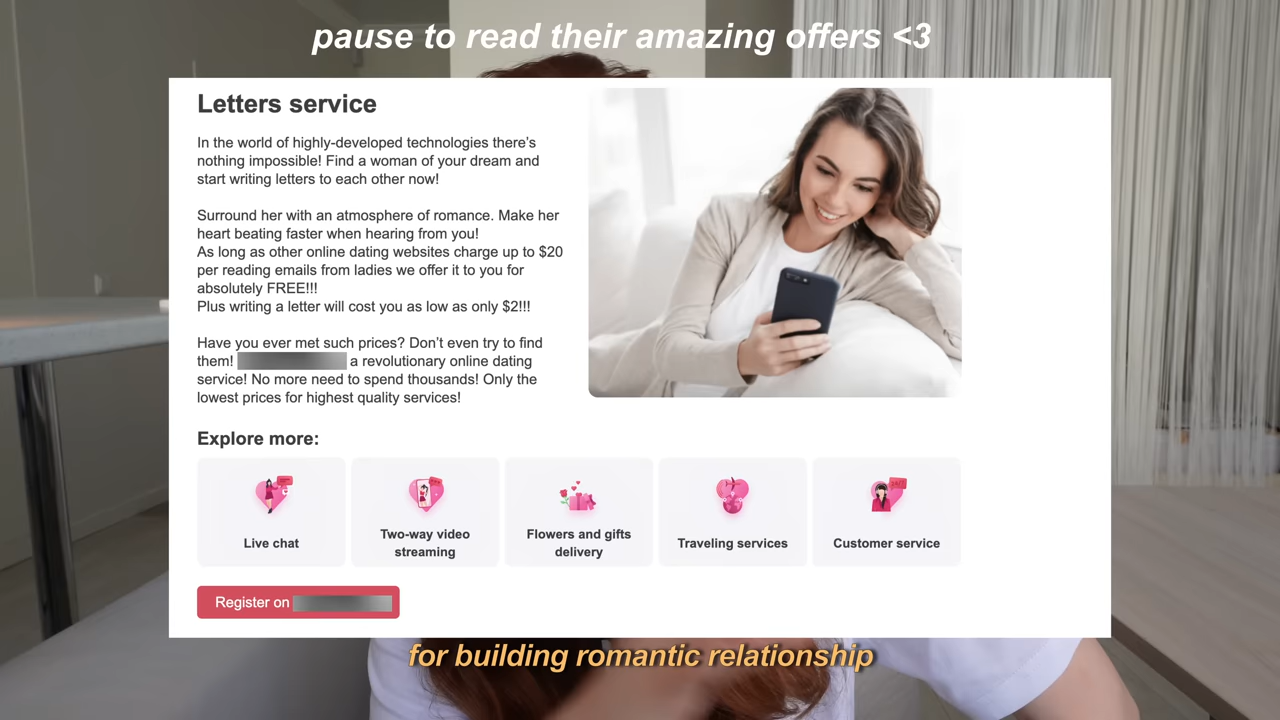 pause to read their amazing offers <3
Letters service
In the world of highly-developed technologies there's
nothing impossible! Find a woman of your dream and
start writing letters to each other now!
Surround her with an atmosphere of romance. Make her
heart beating faster when hearing from you!
As long as other online dating websites charge up to $20
per reading emails from ladies we offer it to you for
absolutely FREE!!!
Plus writing a letter will cost you as low as only $2!!!
Have you ever met such prices? Don't even try to find
them! a revolutionary online dating
service! No more need to spend thousands! Only the
lowest prices for highest quality services!
Explore more:
Live chat
Two-way video
streaming
Flowers and gifts
delivery
Traveling services
Customer service
Register on
for building romantic relationship